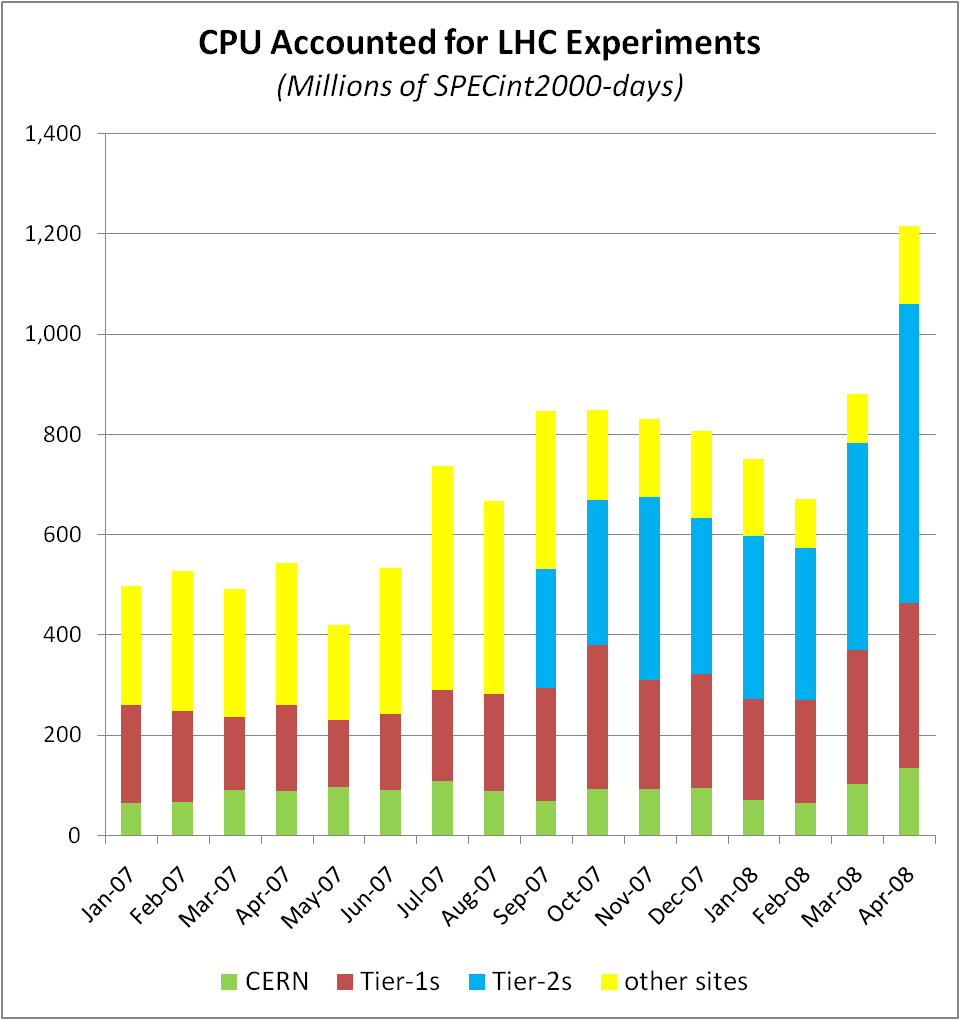 CPU Accounted for LHC Experiments
(Millions of SPECint2000-days)
1,400
1,200
1,000
800
600
400
200
0
Jan-07
Feb-07
Mar-07
Apr-07
May-07
Jun-07
Jul-07
Aug-07
Sep-07
Oct-07
Nov-07
Dec-07
Jan-08
Feb-08
Mar-08
Apr-08
CERN
Tier-1s
Tier-2s
other sites